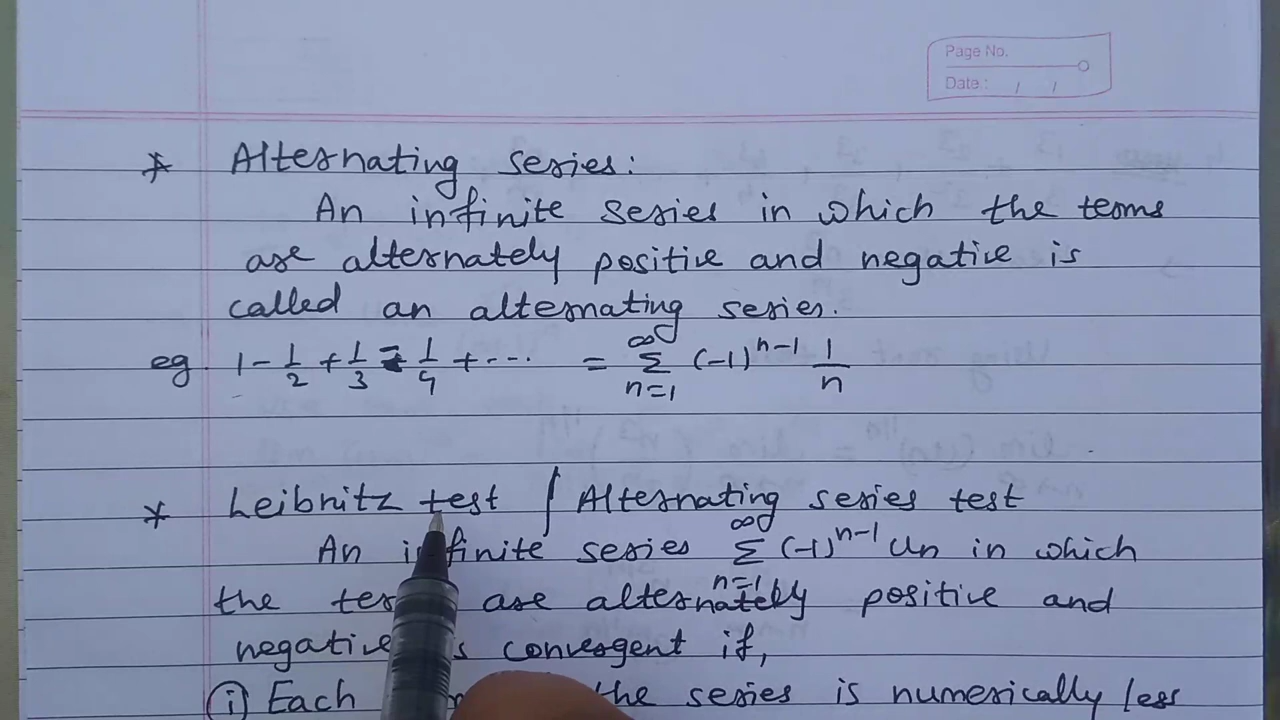 Page No.
Date: / /
* Alternating series:
An infinite series in which the terms
are alternately positive and negative is
called an alternating series.
eg. 1 - 1/2 + 1/3 - 1/4 + ... = ∞ Σ n=1 (-1)^n-1 1/n
* Leibnitz test / Alternating series test
An infinite series ∞ Σ n=1 (-1)^n-1 Un in which
the are alternately positive and
negative convergent if,
(i) Each the series is numerically less